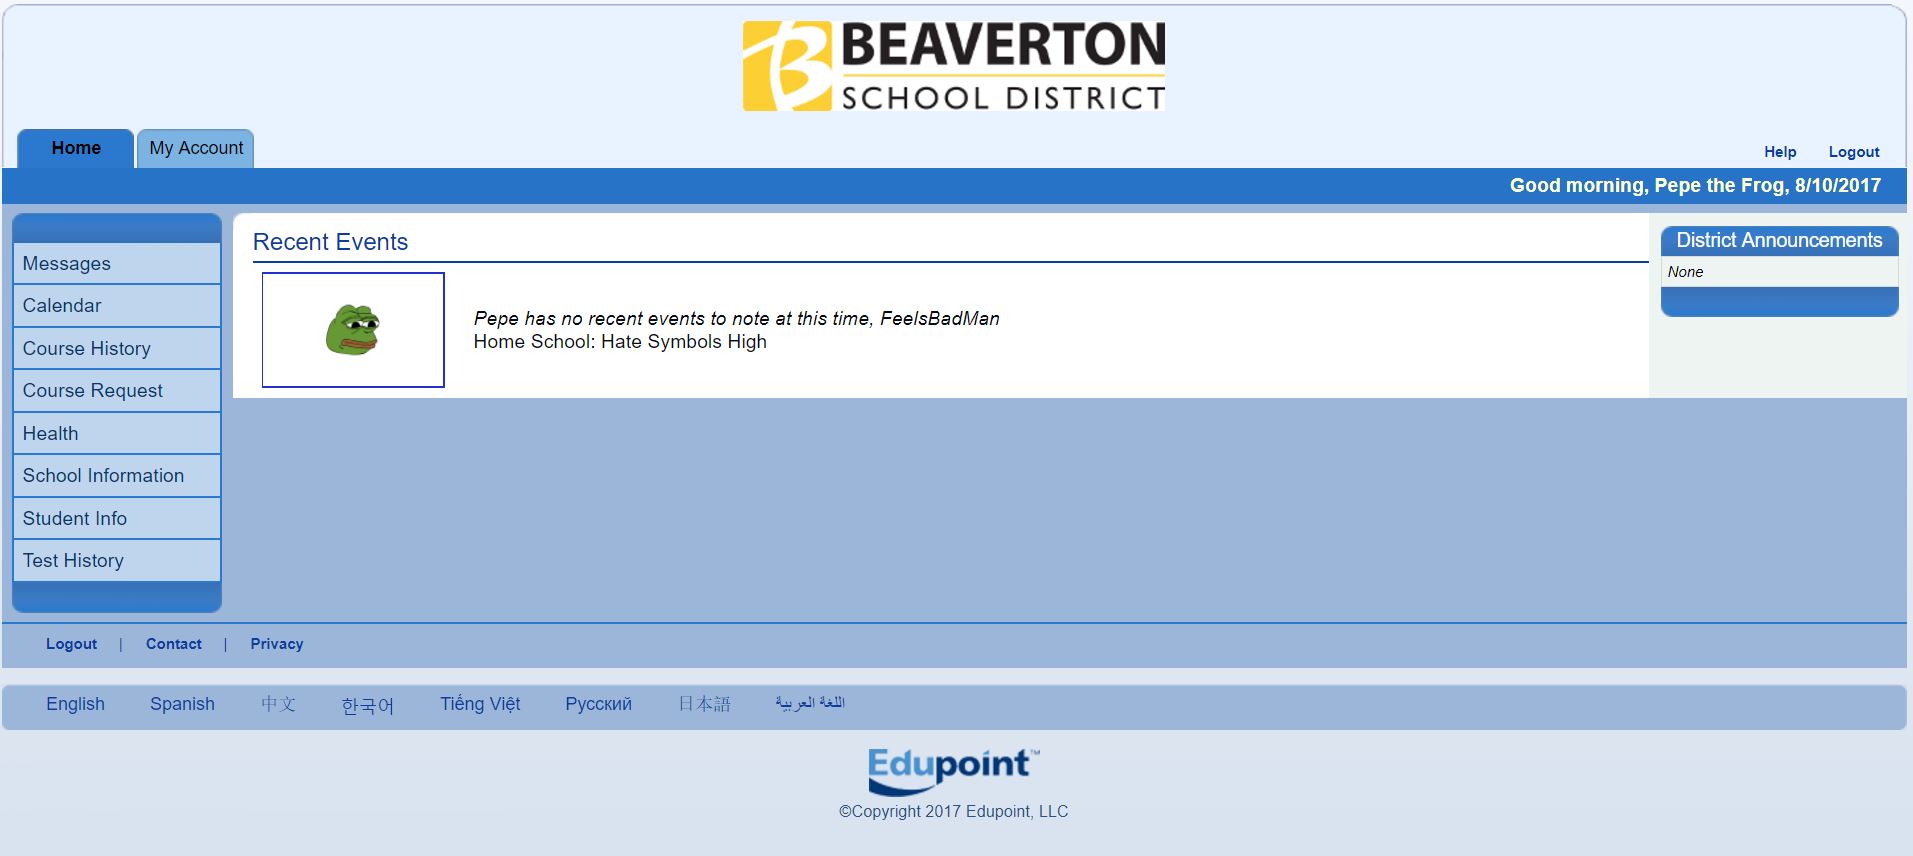 BEAVERTON
SCHOOL DISTRICT
Home
My Account
Help
Logout
Good morning, Pepe the Frog, 8/10/2017
Messages
Calendar
Course History
Course Request
Health
School Information
Student Info
Test History
Recent Events
Pepe has no recent events to note at this time, FeelsBadMan
Home School: Hate Symbols High
District Announcements
None
Logout | Contact | Privacy
English Spanish 中文 한국어 Tiếng Việt Русский 日本語 اللغة العربية
Edupoint™
©Copyright 2017 Edupoint, LLC